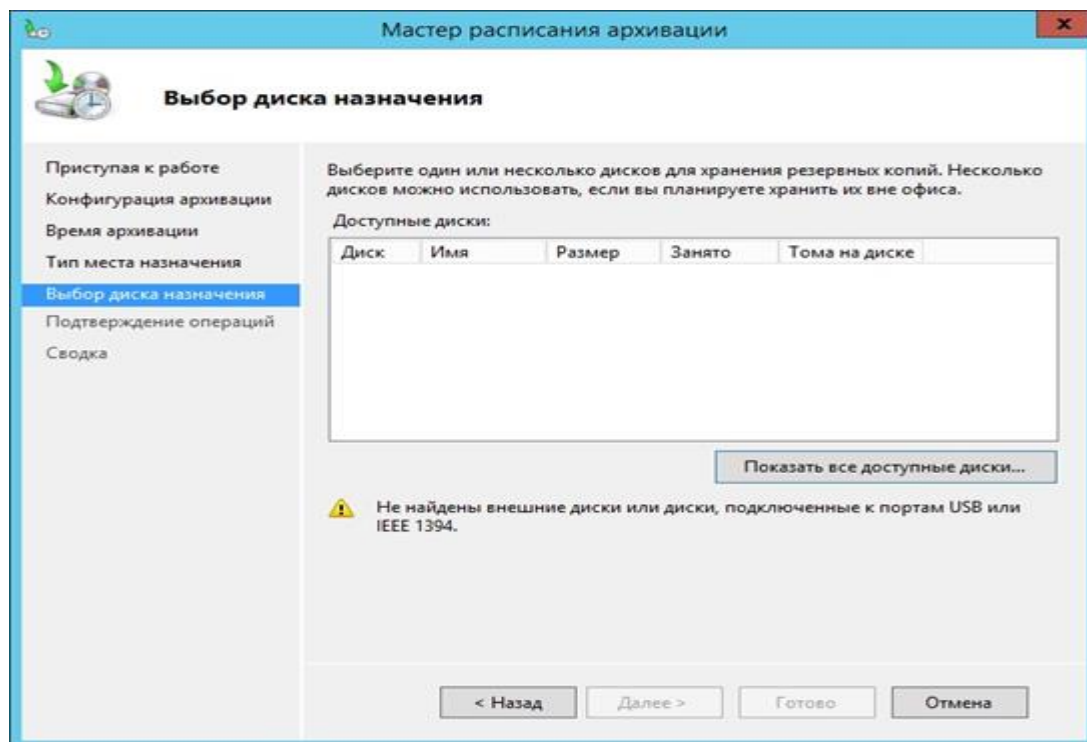 Мастер расписания архивации
x
Выбор диска назначения
Приступая к работе
Конфигурация архивации
Время архивации
Тип места назначения
Выбор диска назначения
Подтверждение операций
Сводка
Выберите один или несколько дисков для хранения резервных копий. Несколько
дисков можно использовать, если вы планируете хранить их вне офиса.
Доступные диски:
Диск Имя Размер Занято Тома на диске
Показать все доступные диски...
Не найдены внешние диски или диски, подключенные к портам USB или
IEEE 1394.
< Назад Далее > Готово Отмена